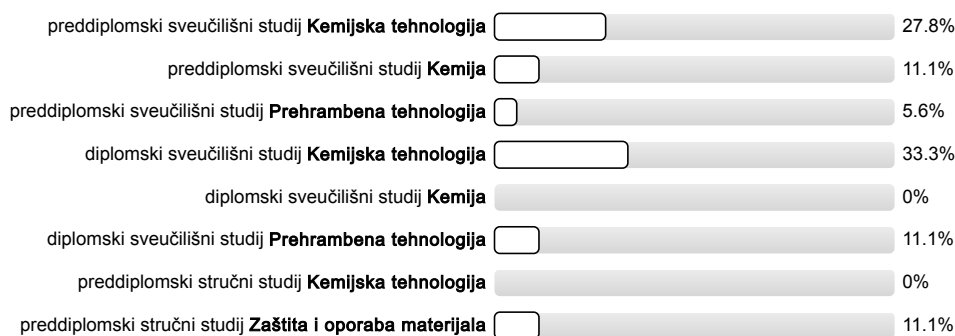 preddiplomski sveučilišni studij Kemijska tehnologija 27.8%
preddiplomski sveučilišni studij Kemija 11.1%
preddiplomski sveučilišni studij Prehrambena tehnologija 5.6%
diplomski sveučilišni studij Kemijska tehnologija 33.3%
diplomski sveučilišni studij Kemija 0%
diplomski sveučilišni studij Prehrambena tehnologija 11.1%
preddiplomski stručni studij Kemijska tehnologija 0%
preddiplomski stručni studij Zaštita i oporaba materijala 11.1%